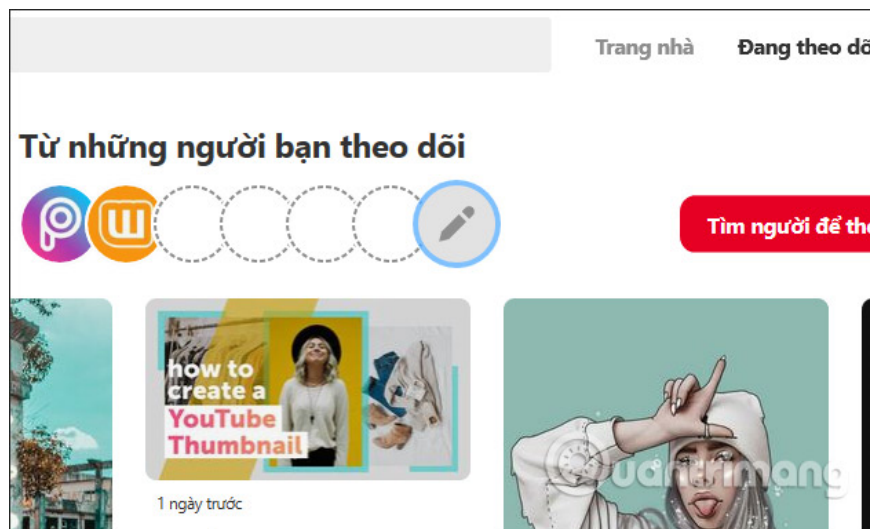 Trang nhà
Đang theo dõ
Từ những người bạn theo dõi
Tìm người để the
how to
create a
YouTube
Thumbnail
Quantrimang
1 ngày trước